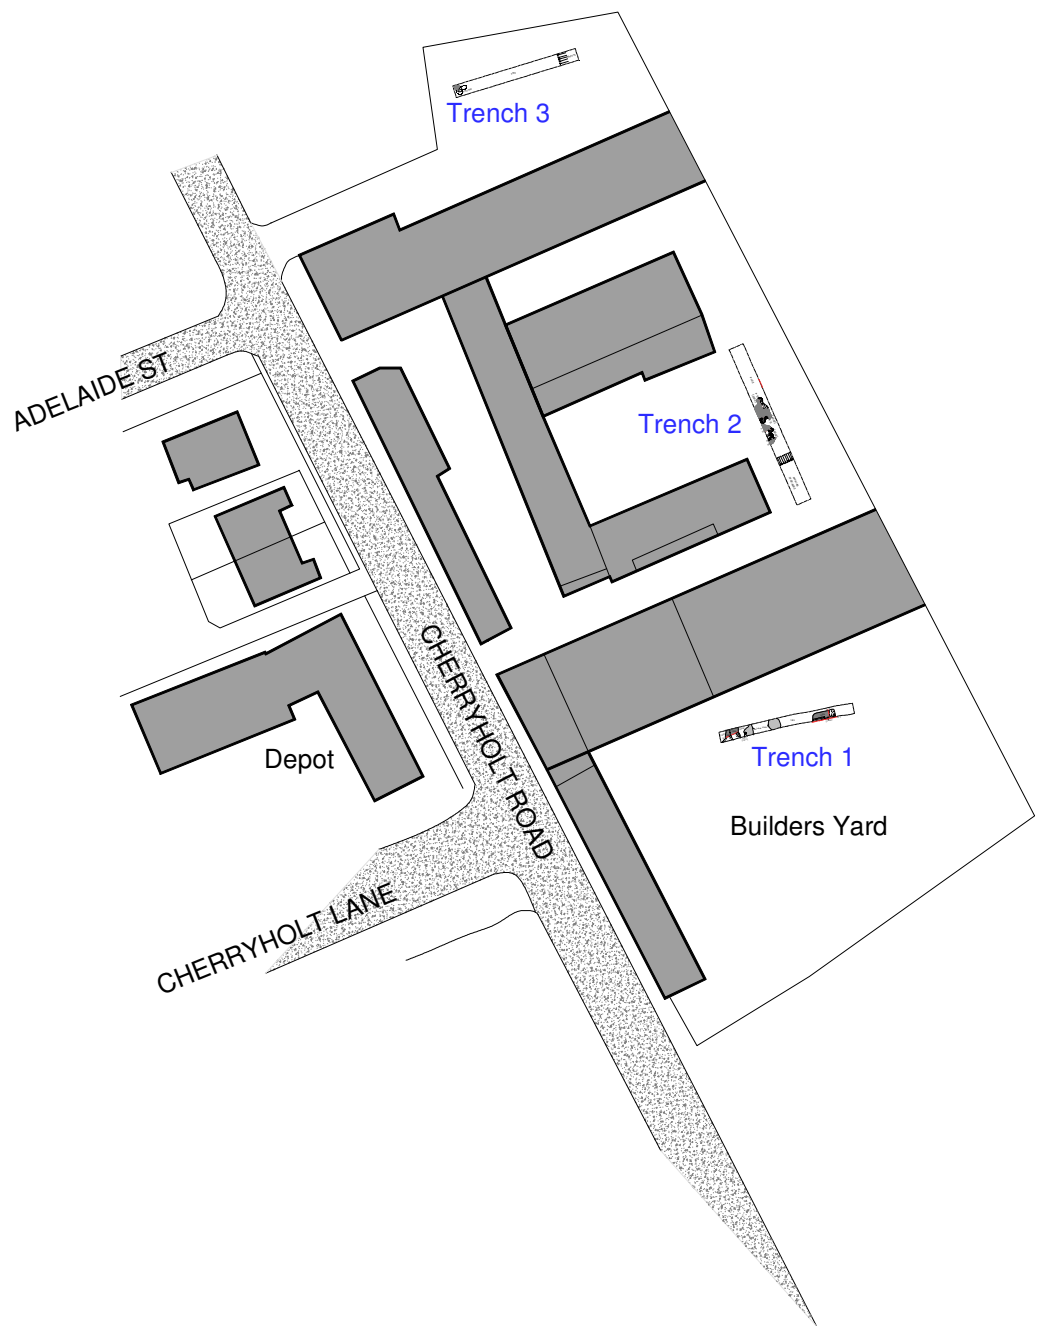 Trench 3
ADELAIDE ST
Trench 2
CHERRYHOLT ROAD
Depot
Trench 1
Builders Yard
CHERRYHOLT LANE